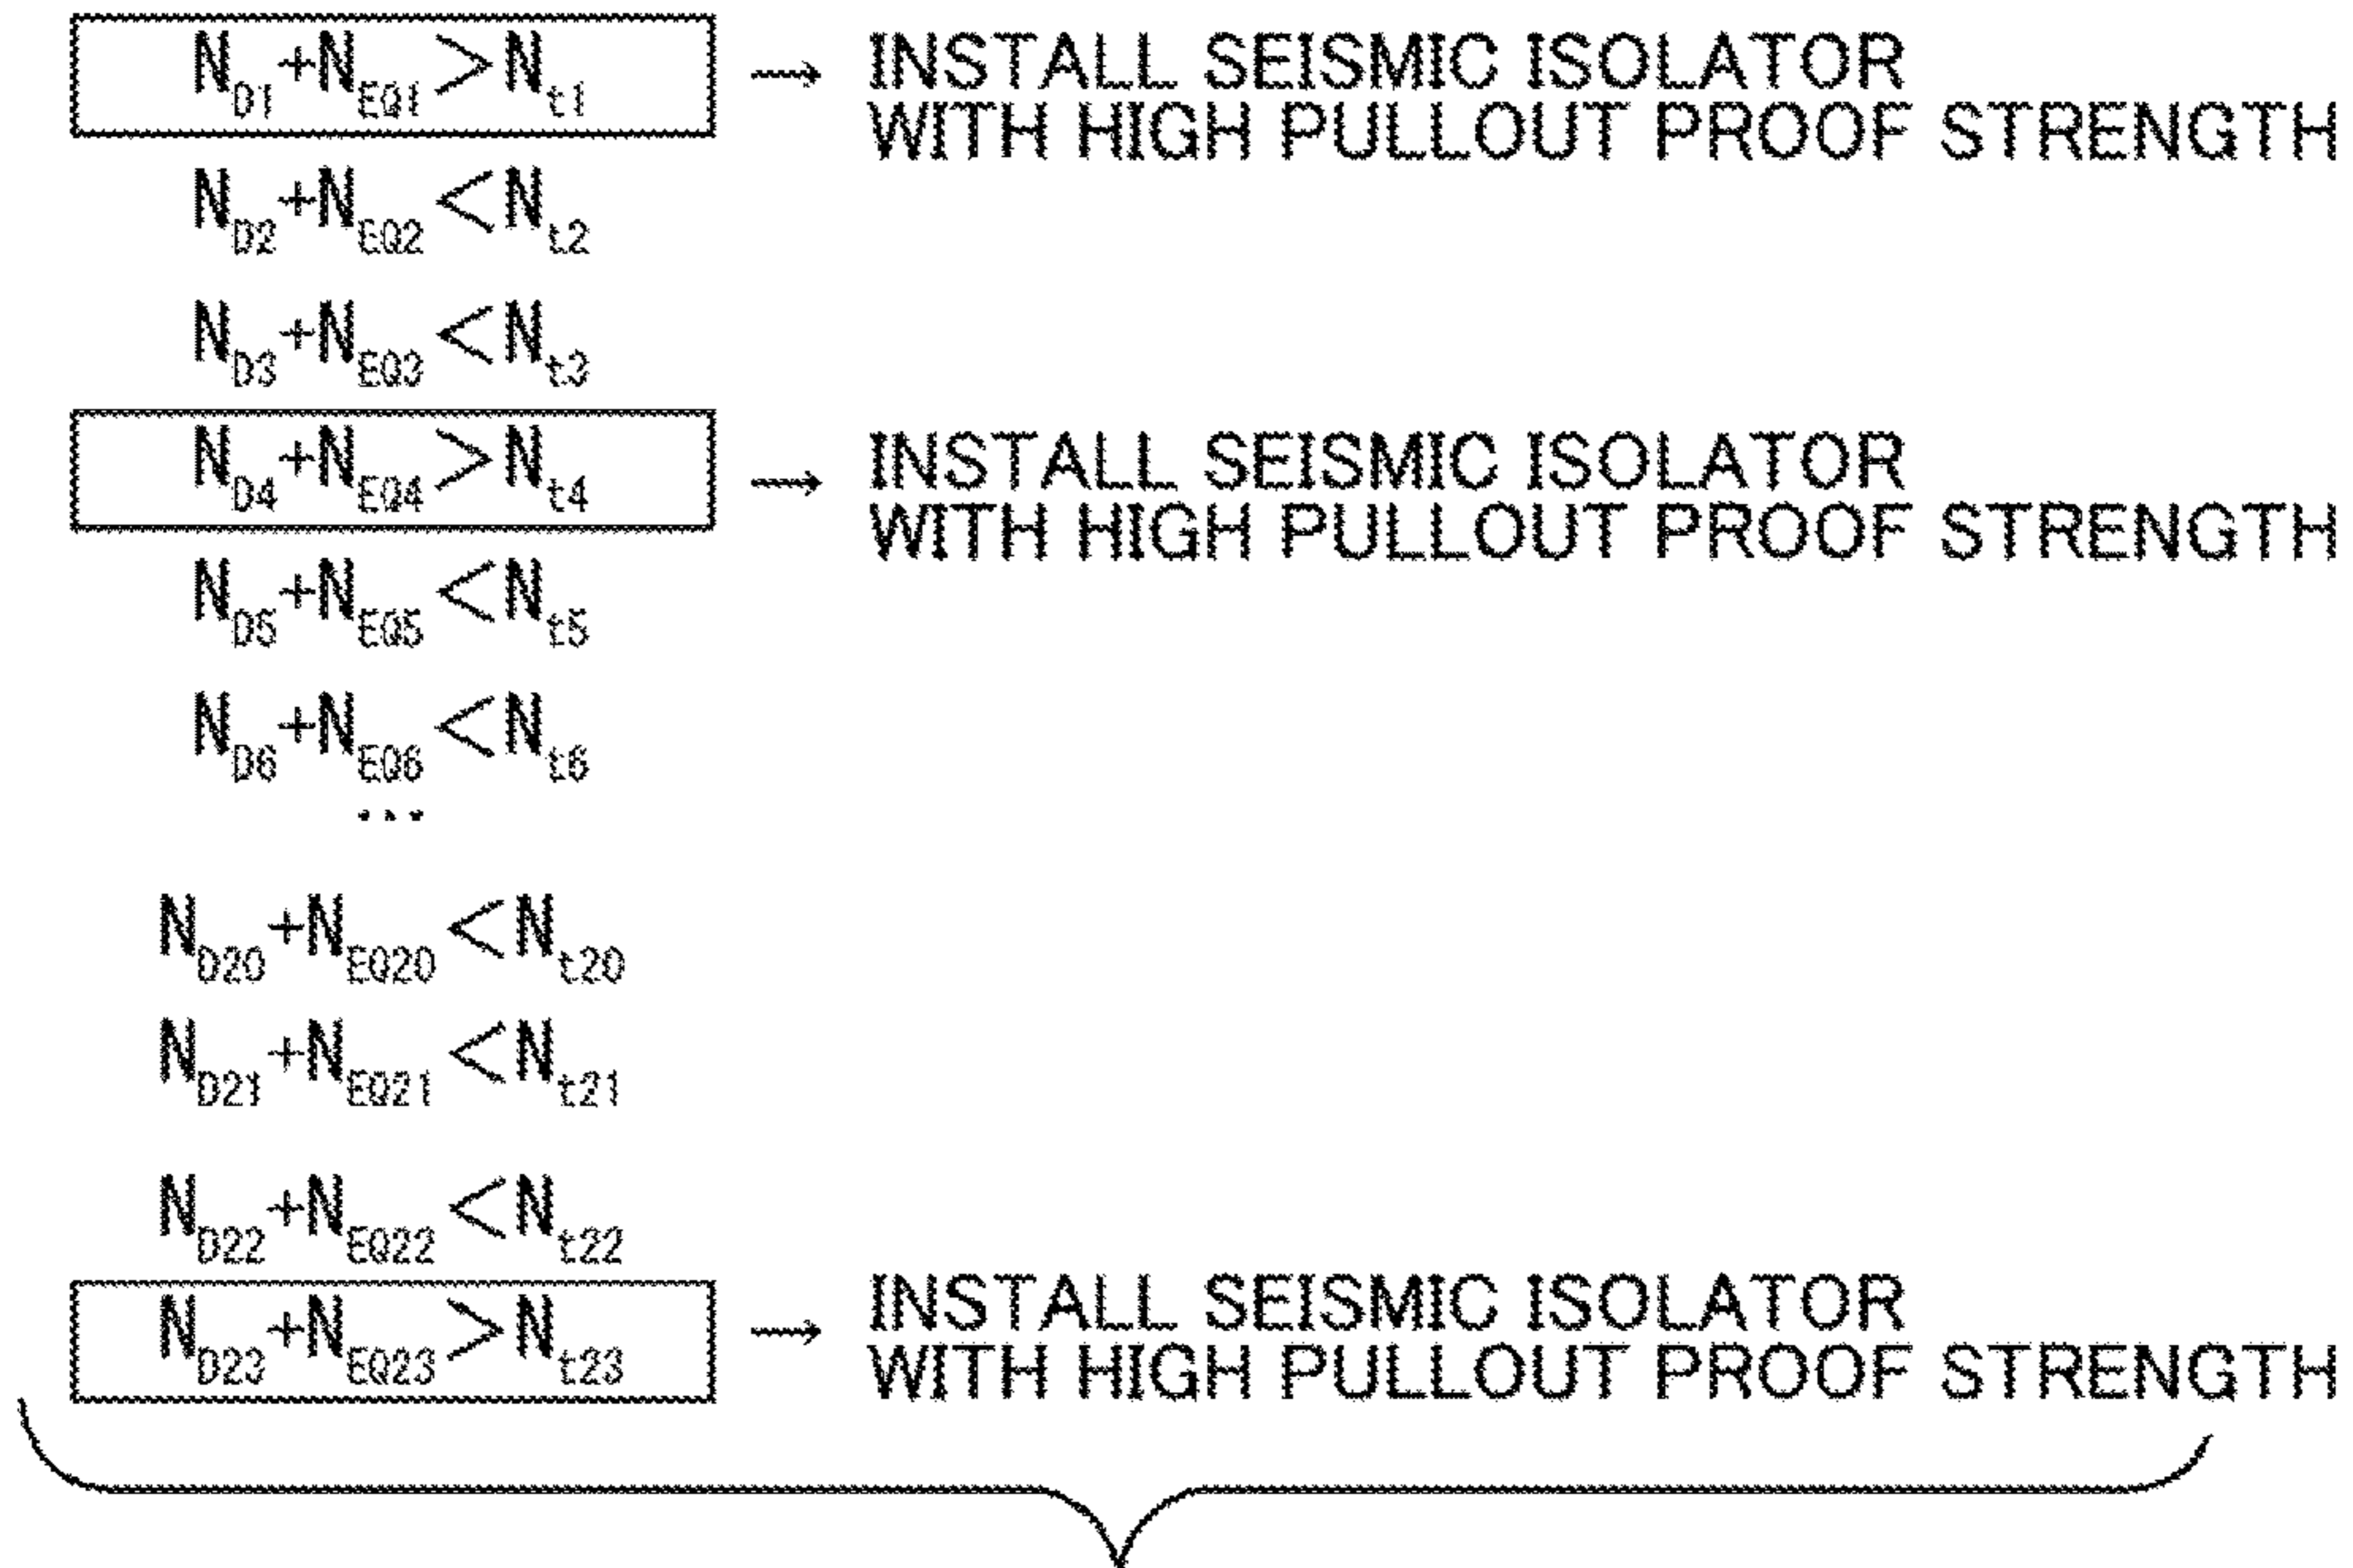 N_D1+N_EQ1>N_t1 → INSTALL SEISMIC ISOLATOR
WITH HIGH PULLOUT PROOF STRENGTH
N_D2+N_EQ2<N_t2
N_D3+N_EQ3<N_t3
N_D4+N_EQ4>N_t4 → INSTALL SEISMIC ISOLATOR
WITH HIGH PULLOUT PROOF STRENGTH
N_D5+N_EQ5<N_t5
N_D6+N_EQ6<N_t6
...
N_D20+N_EQ20<N_t20
N_D21+N_EQ21<N_t21
N_D22+N_EQ22<N_t22
N_D23+N_EQ23>N_t23 → INSTALL SEISMIC ISOLATOR
WITH HIGH PULLOUT PROOF STRENGTH